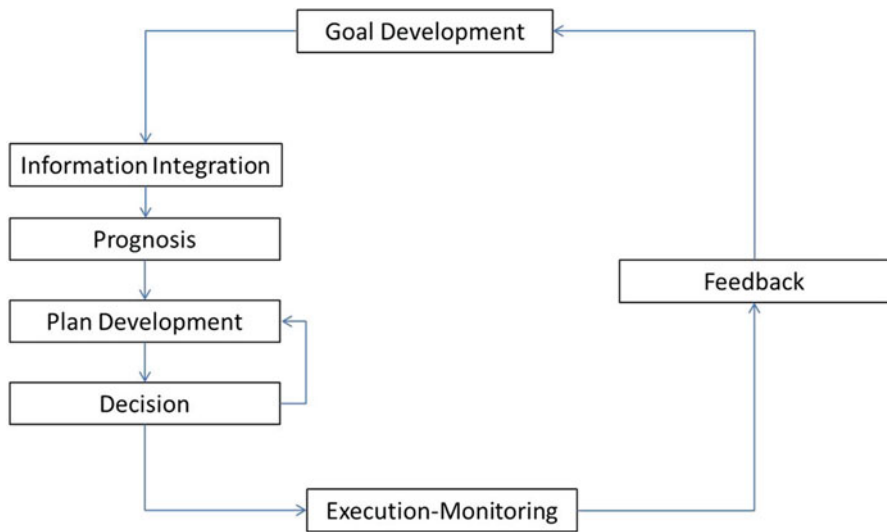 Goal Development
Information Integration
Prognosis
Plan Development
Decision
Execution-Monitoring
Feedback